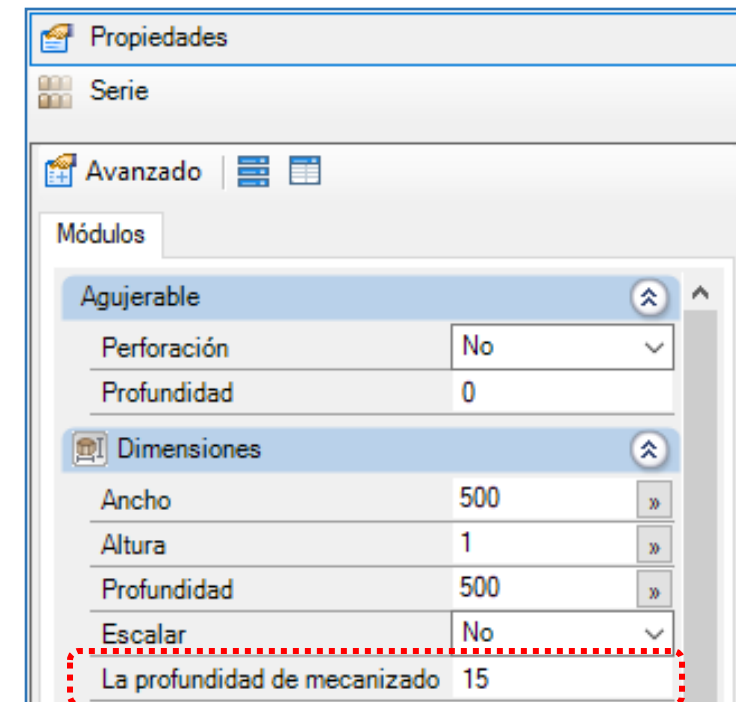 Propiedades
Serie
Avanzado
Módulos
Agujerable
Perforación No
Profundidad 0
Dimensiones
Ancho 500 »
Altura 1 »
Profundidad 500 »
Escalar No
La profundidad de mecanizado 15